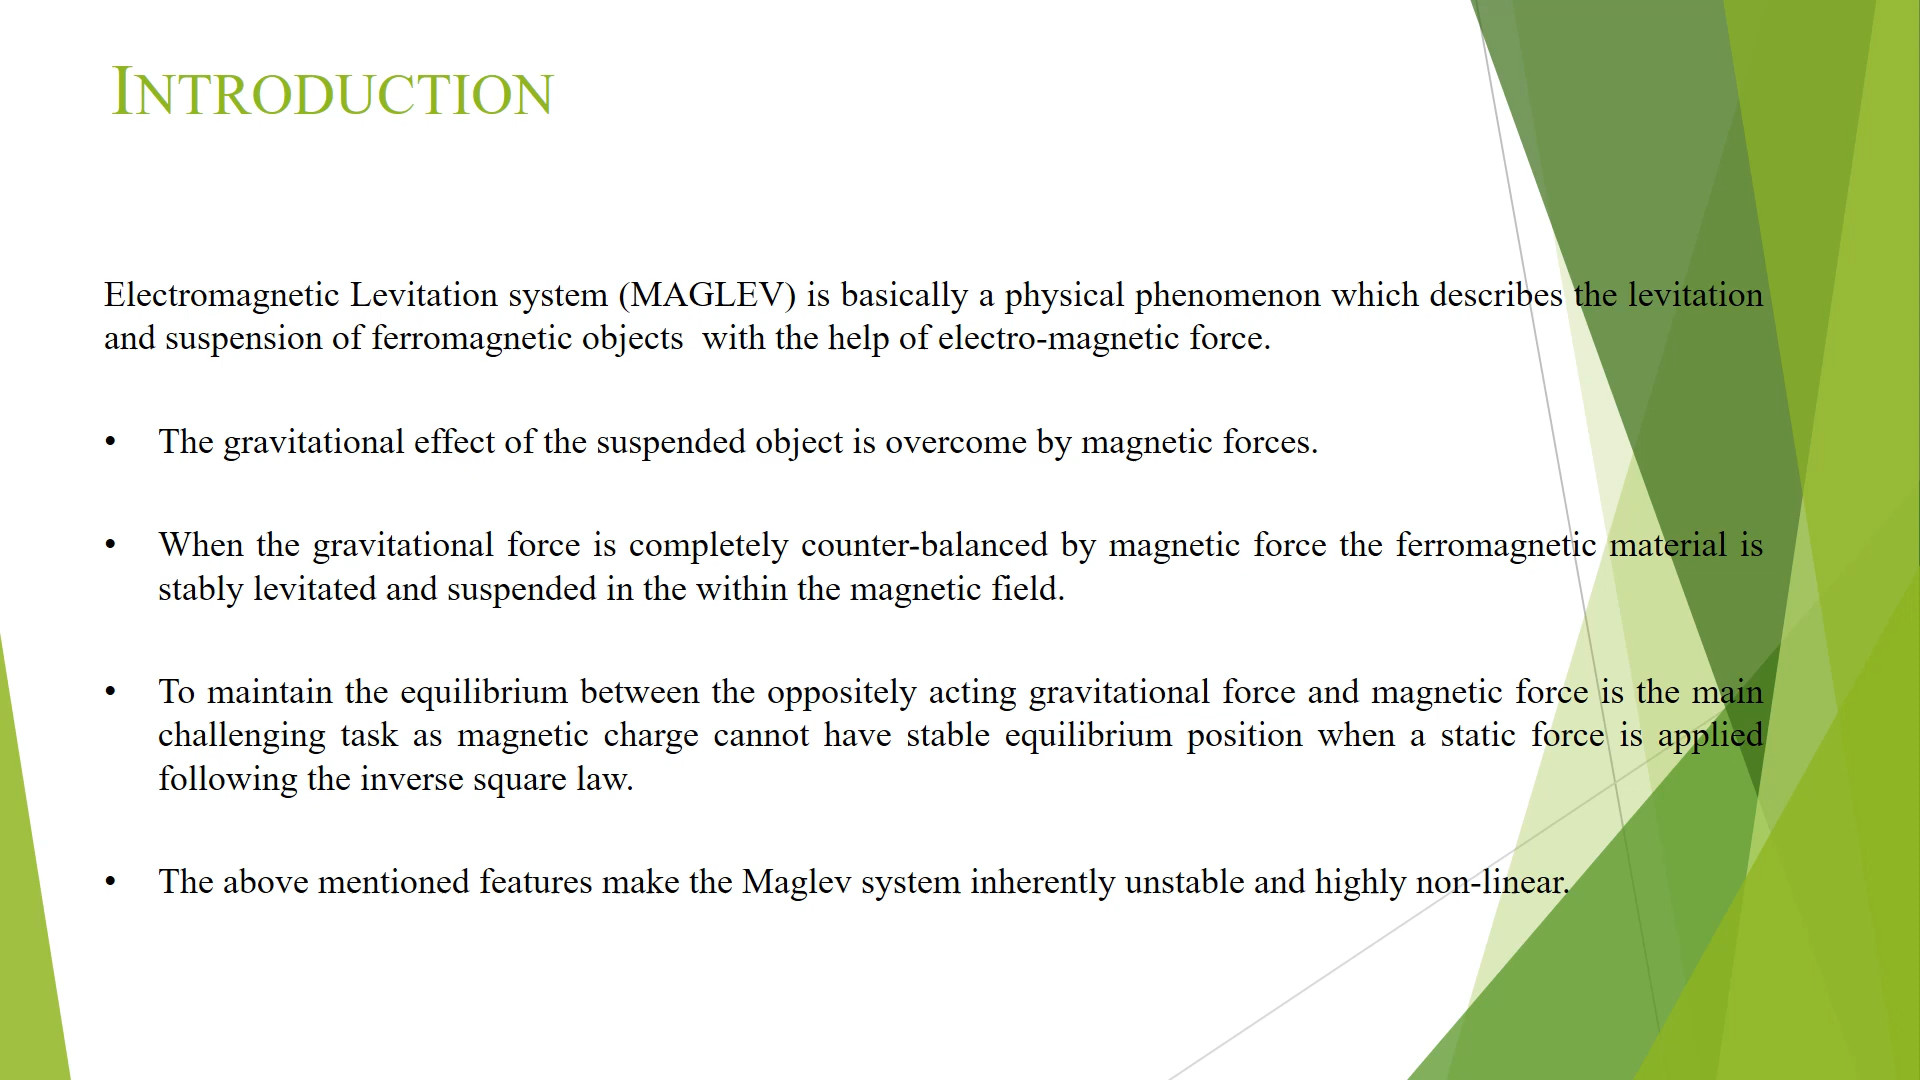 INTRODUCTION
Electromagnetic Levitation system (MAGLEV) is basically a physical phenomenon which describes the levitation
and suspension of ferromagnetic objects  with the help of electro-magnetic force.
• The gravitational effect of the suspended object is overcome by magnetic forces.
• When the gravitational force is completely counter-balanced by magnetic force the ferromagnetic material is
stably levitated and suspended in the within the magnetic field.
• To maintain the equilibrium between the oppositely acting gravitational force and magnetic force is the main
challenging task as magnetic charge cannot have stable equilibrium position when a static force is applied
following the inverse square law.
• The above mentioned features make the Maglev system inherently unstable and highly non-linear.